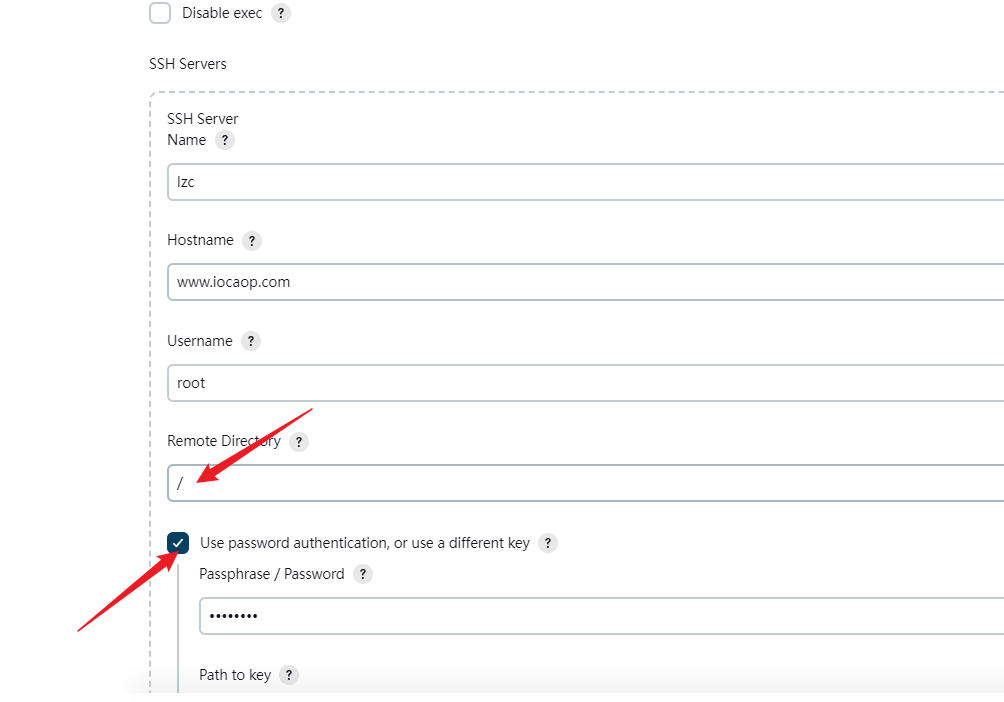 Disable exec ?
SSH Servers
SSH Server
Name ?
lzc
Hostname ?
www.iocaop.com
Username ?
root
Remote Directory ?
/
Use password authentication, or use a different key ?
Passphrase / Password ?
••••••••
Path to key ?